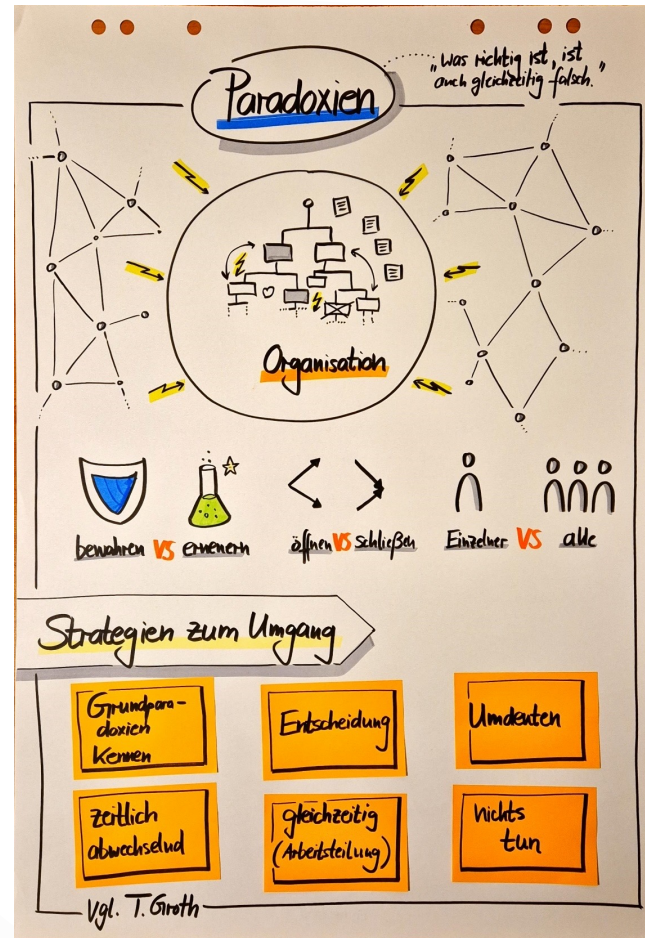 Paradoxien
"Was richtig ist, ist
auch gleichzeitig falsch."
Organisation
bewahren VS erneuern
öffnen VS schließen
Einzelner VS alle
Strategien zum Umgang
Grundpara-
doxien
kennen
Entscheidung
Umdeuten
zeitlich
abwechselnd
gleichzeitig
(Arbeitsteilung)
nichts
tun
Vgl. T. Groth